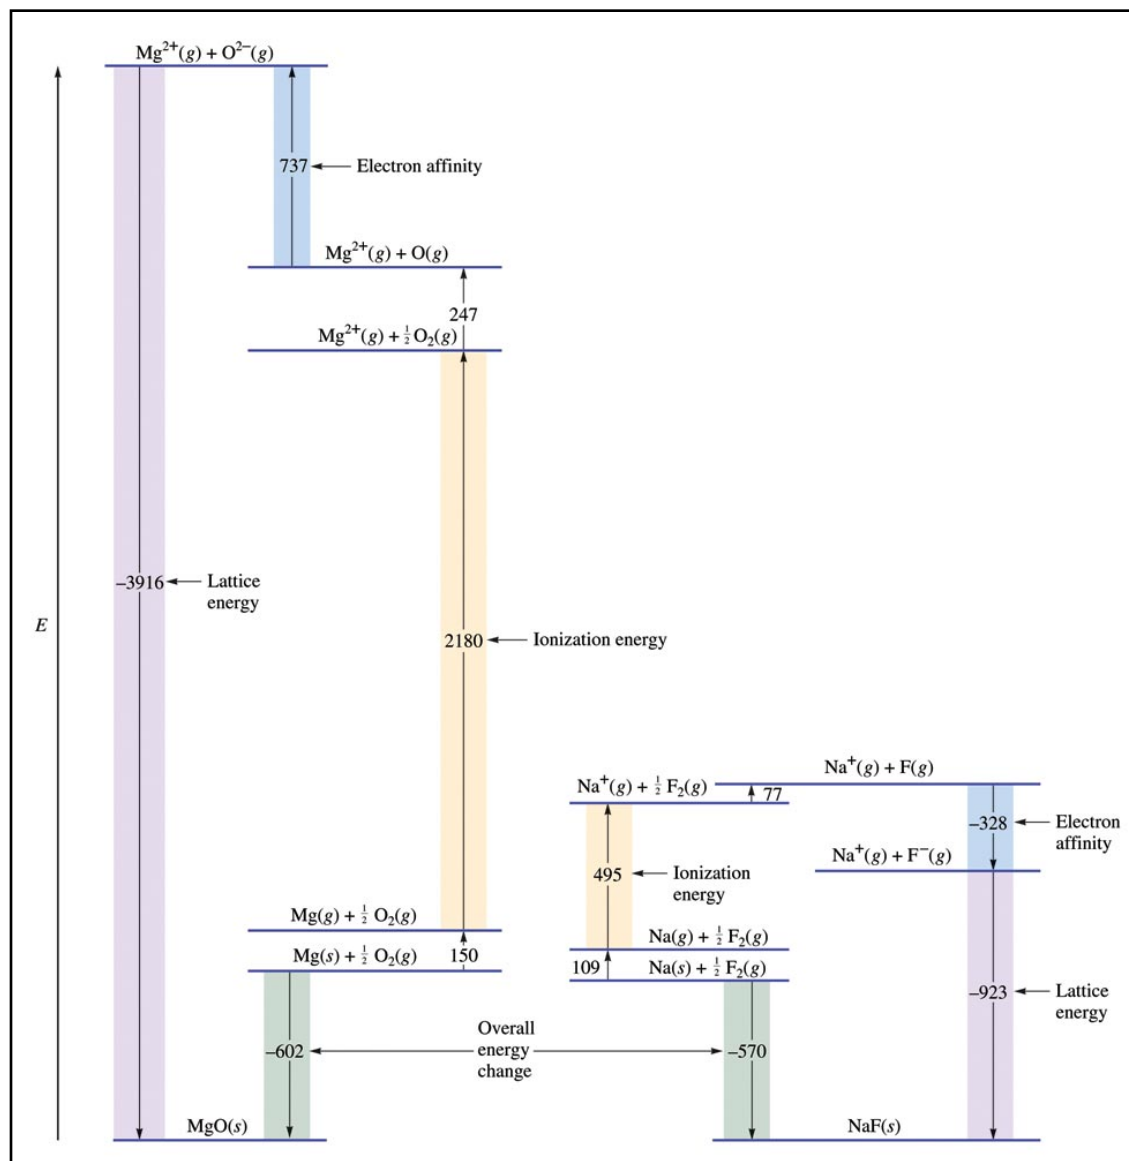 Mg²⁺(g) + O²⁻(g)
737
Electron affinity
Mg²⁺(g) + O(g)
247
Mg²⁺(g) + ½ O₂(g)
–3916
Lattice
energy
E
2180
Ionization energy
Na⁺(g) + F(g)
Na⁺(g) + ½ F₂(g)
77
–328
Electron
affinity
Na⁺(g) + F⁻(g)
495
Ionization
energy
Mg(g) + ½ O₂(g)
Na(g) + ½ F₂(g)
Mg(s) + ½ O₂(g)
150
109
Na(s) + ½ F₂(g)
–923
Lattice
energy
Overall
energy
change
–602
–570
MgO(s)
NaF(s)